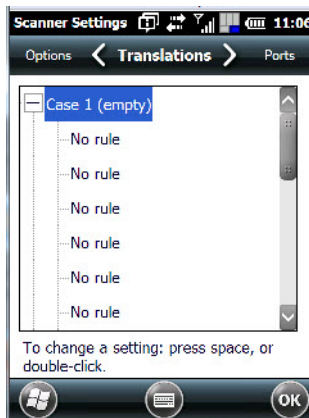 Scanner Settings 11:06
Options Translations Ports
Case 1 (empty)
No rule
No rule
No rule
No rule
No rule
No rule
To change a setting: press space, or
double-click.
OK